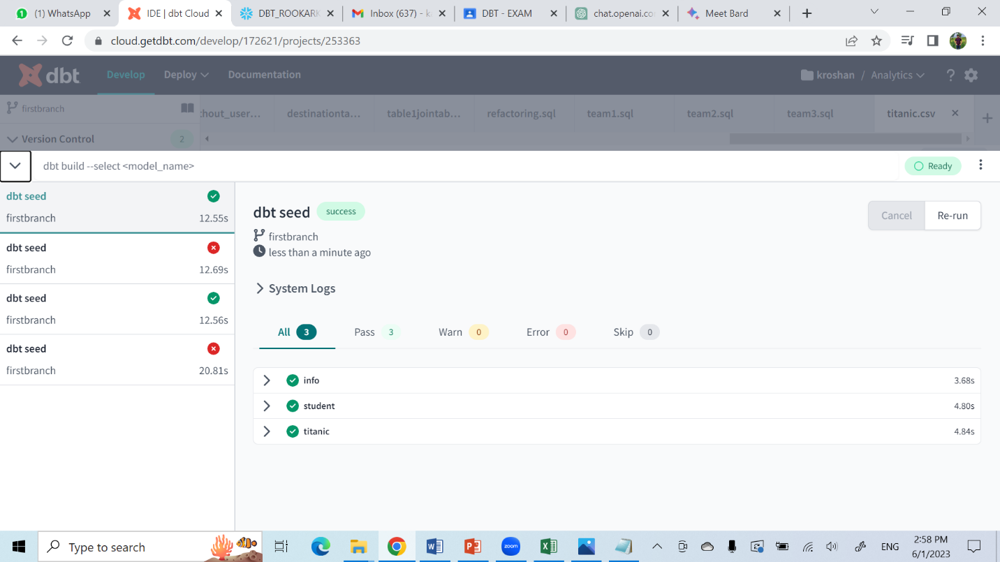 (1) WhatsApp
IDE | dbt Cloud
DBT_ROOKARK
Inbox (637) - k
DBT - EXAM
chat.openai.co
Meet Bard
cloud.getdbt.com/develop/172621/projects/253363
dbt
Develop
Deploy
Documentation
kroshan / Analytics
?
firstbranch
hout_user...
destinationta...
table1jointab...
refactoring.sql
team1.sql
team2.sql
team3.sql
titanic.csv
Version Control
2
dbt build --select <model_name>
Ready
dbt seed
firstbranch 12.55s
dbt seed
firstbranch 12.69s
dbt seed
firstbranch 12.56s
dbt seed
firstbranch 20.81s
dbt seed success
Cancel
Re-run
firstbranch
less than a minute ago
System Logs
All 3
Pass 3
Warn 0
Error 0
Skip 0
info 3.68s
student 4.80s
titanic 4.84s
Type to search
zoom
ENG
2:58 PM
6/1/2023